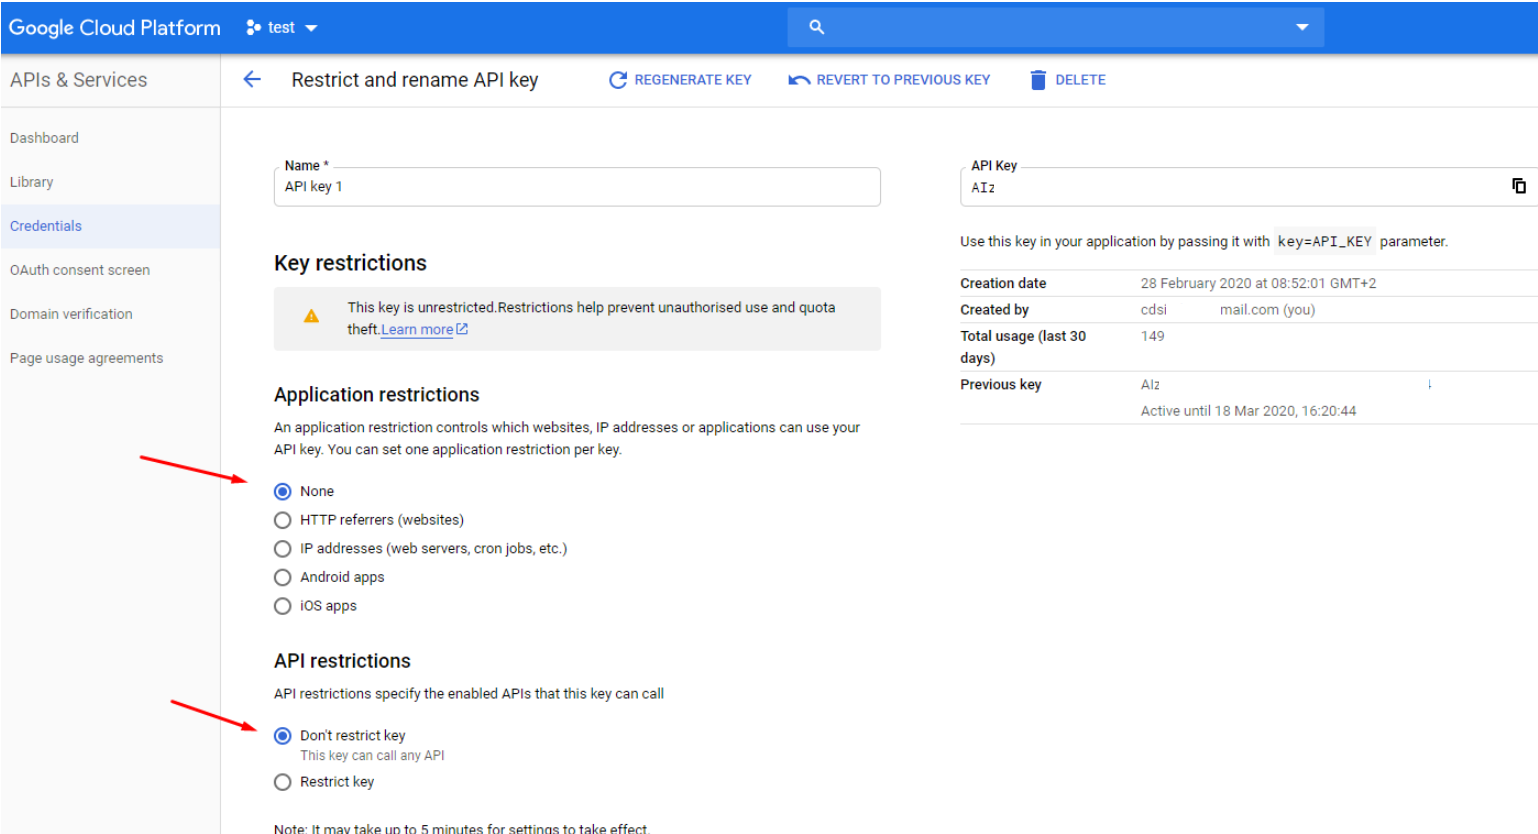 Google Cloud Platform
test
APIs & Services
Restrict and rename API key
REGENERATE KEY
REVERT TO PREVIOUS KEY
DELETE
Dashboard
Library
Credentials
OAuth consent screen
Domain verification
Page usage agreements
Name *
API key 1
Key restrictions
This key is unrestricted.Restrictions help prevent unauthorised use and quota
theft.Learn more
Application restrictions
An application restriction controls which websites, IP addresses or applications can use your
API key. You can set one application restriction per key.
None
HTTP referrers (websites)
IP addresses (web servers, cron jobs, etc.)
Android apps
iOS apps
API restrictions
API restrictions specify the enabled APIs that this key can call
Don't restrict key
This key can call any API
Restrict key
Note: It may take up to 5 minutes for settings to take effect.
API Key
AIz
Use this key in your application by passing it with key=API_KEY parameter.
Creation date 28 February 2020 at 08:52:01 GMT+2
Created by cdsi mail.com (you)
Total usage (last 30 149
days)
Previous key AIz
Active until 18 Mar 2020, 16:20:44